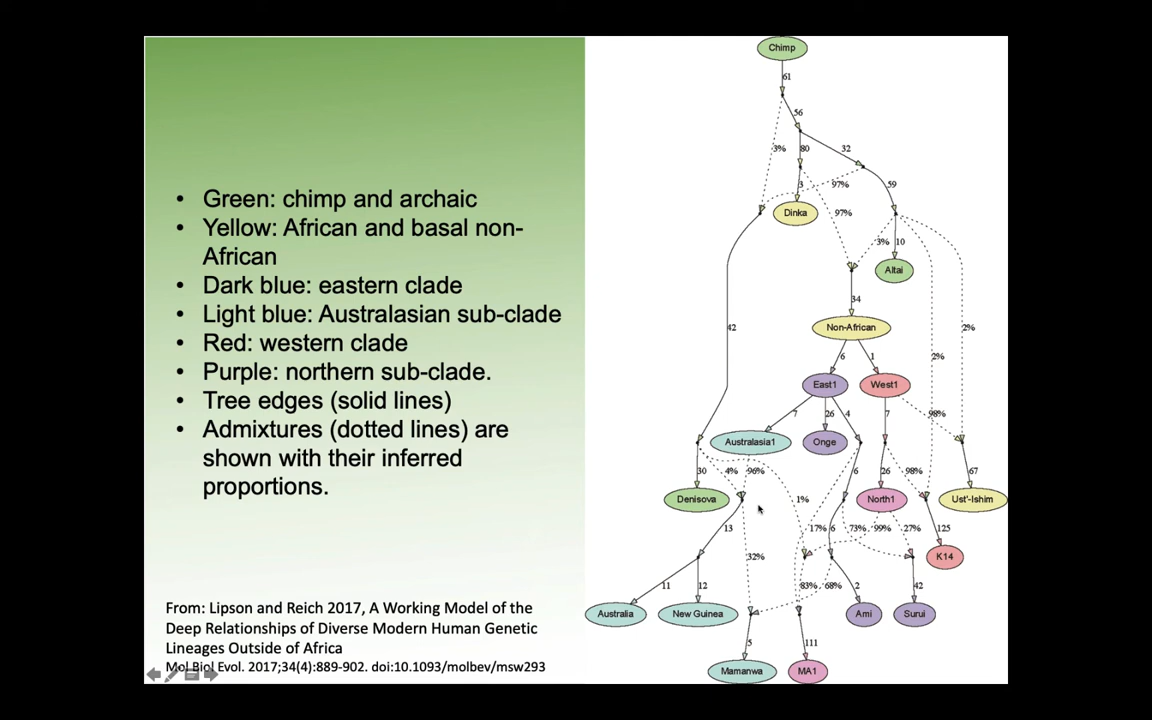 • Green: chimp and archaic
• Yellow: African and basal non-
African
• Dark blue: eastern clade
• Light blue: Australasian sub-clade
• Red: western clade
• Purple: northern sub-clade.
• Tree edges (solid lines)
• Admixtures (dotted lines) are
shown with their inferred
proportions.
From: Lipson and Reich 2017, A Working Model of the
Deep Relationships of Diverse Modern Human Genetic
Lineages Outside of Africa
Mol Biol Evol. 2017;34(4):889-902. doi:10.1093/molbev/msw293
Chimp
61
56
3% 80 32
3 97% 59
Dinka 97%
3% 10
Altai
34
42 Non-African 2%
6 1 2%
East1 West1
7 26 4 7 98%
Australasia1 Onge
30 4% 96% 6 26 98% 67
Denisova 1% North1 Ust'-Ishim
13 17% 6 73% 99% 27% 125
32% K14
11 12 83% 68% 2 42
Australia New Guinea Ami Surui
5 111
Mamanwa MA1